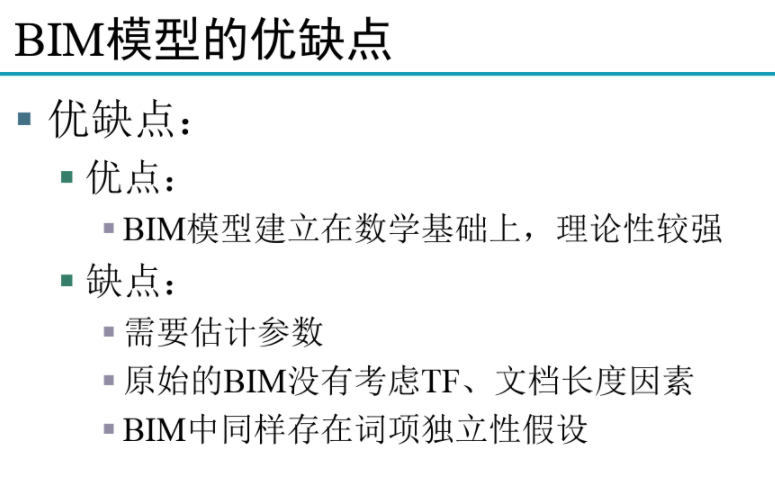 BIM模型的优缺点
优缺点：
优点：
BIM模型建立在数学基础上，理论性较强
缺点：
需要估计参数
原始的BIM没有考虑TF、文档长度因素
BIM中同样存在词项独立性假设